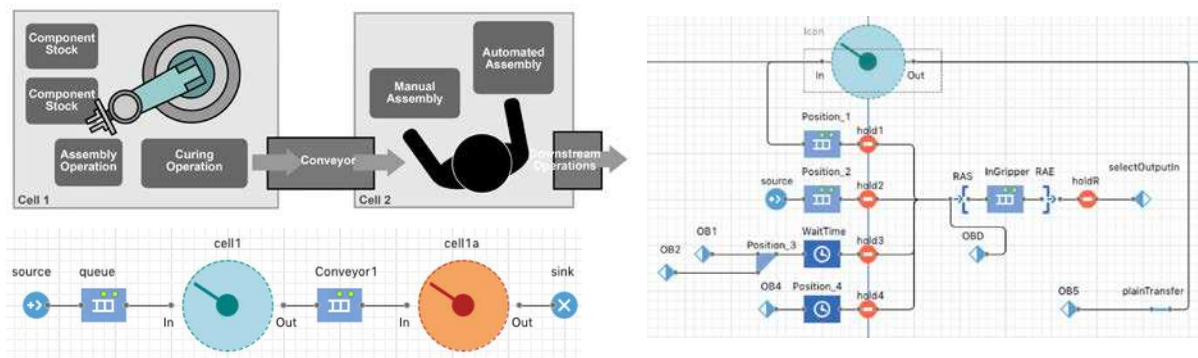 Component
Stock
Component
Stock
Assembly
Operation
Curing
Operation
Cell 1
Conveyor
Automated
Assembly
Manual
Assembly
Downstream
Operations
Cell 2
source
queue
cell1
In
Out
Conveyor1
cell1a
In
Out
sink
Icon
In
Out
Position_1
hold1
source
Position_2
hold2
RAS
InGripper
RAE
holdR
selectOutputIn
OB1
OB2
Position_3
WaitTime
hold3
OBD
OB4
Position_4
hold4
OB5
plainTransfer